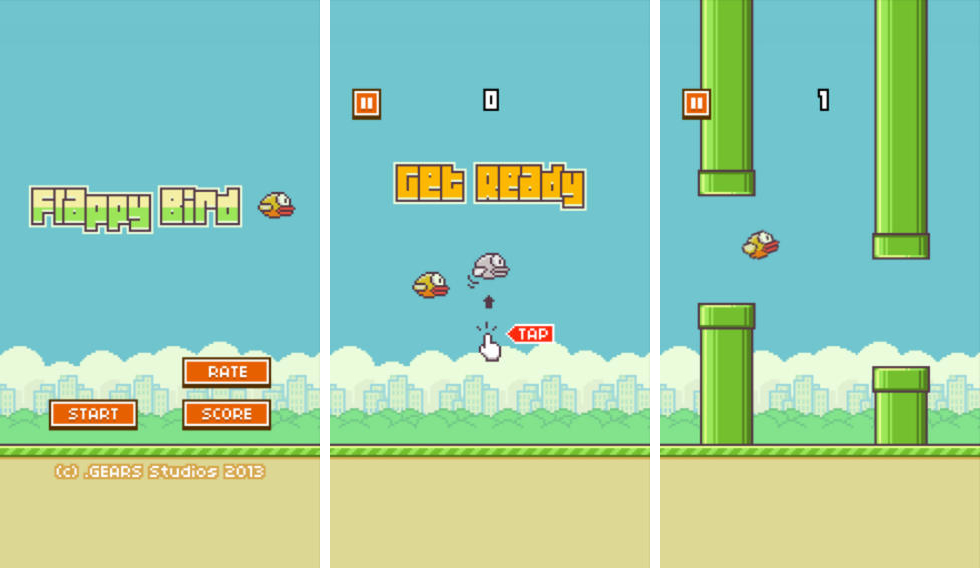 Flappy Bird
RATE
START
SCORE
(c) .GEARS Studios 2013
0
Get Ready
TAP
1